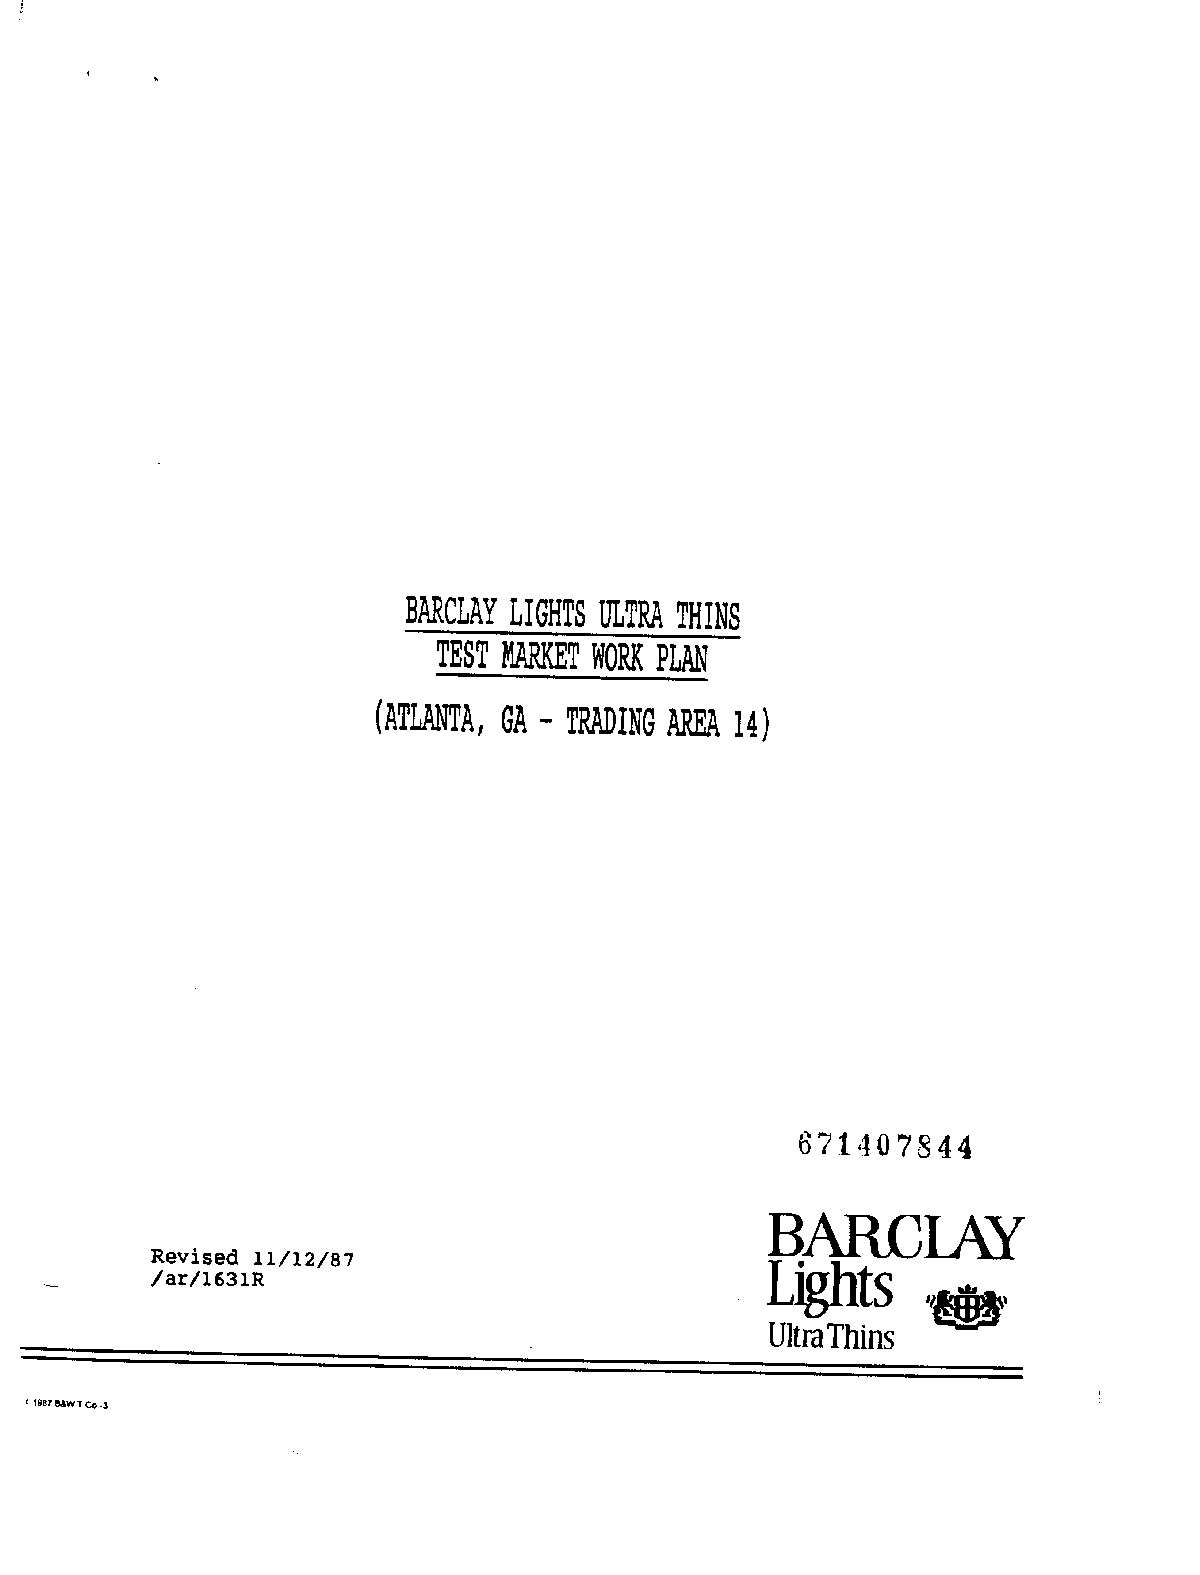 BARCLAY LIGHTS ULTRA THINS
TEST MARKET WORK PLAN
(ATLANTA, GA - TRADING AREA 14)
671407844
Revised 11/12/87
/ar/1631R
BARCLAY
Lights
Ultra Thins
1987 B&W T Co -3